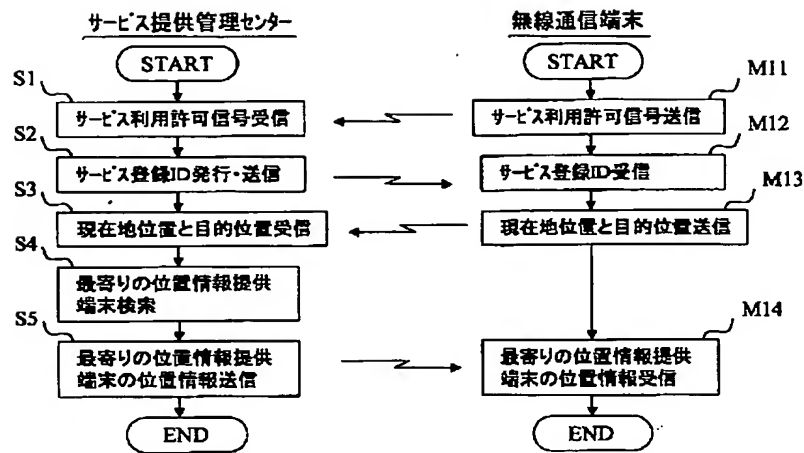 サービス提供管理センター
START
S1
サービス利用許可信号受信
S2
サービス登録ID発行・送信
S3
現在地位置と目的位置受信
S4
最寄りの位置情報提供
端末検索
S5
最寄りの位置情報提供
端末の位置情報送信
END
無線通信端末
START
M11
サービス利用許可信号送信
M12
サービス登録ID受信
M13
現在地位置と目的位置送信
M14
最寄りの位置情報提供
端末の位置情報受信
END